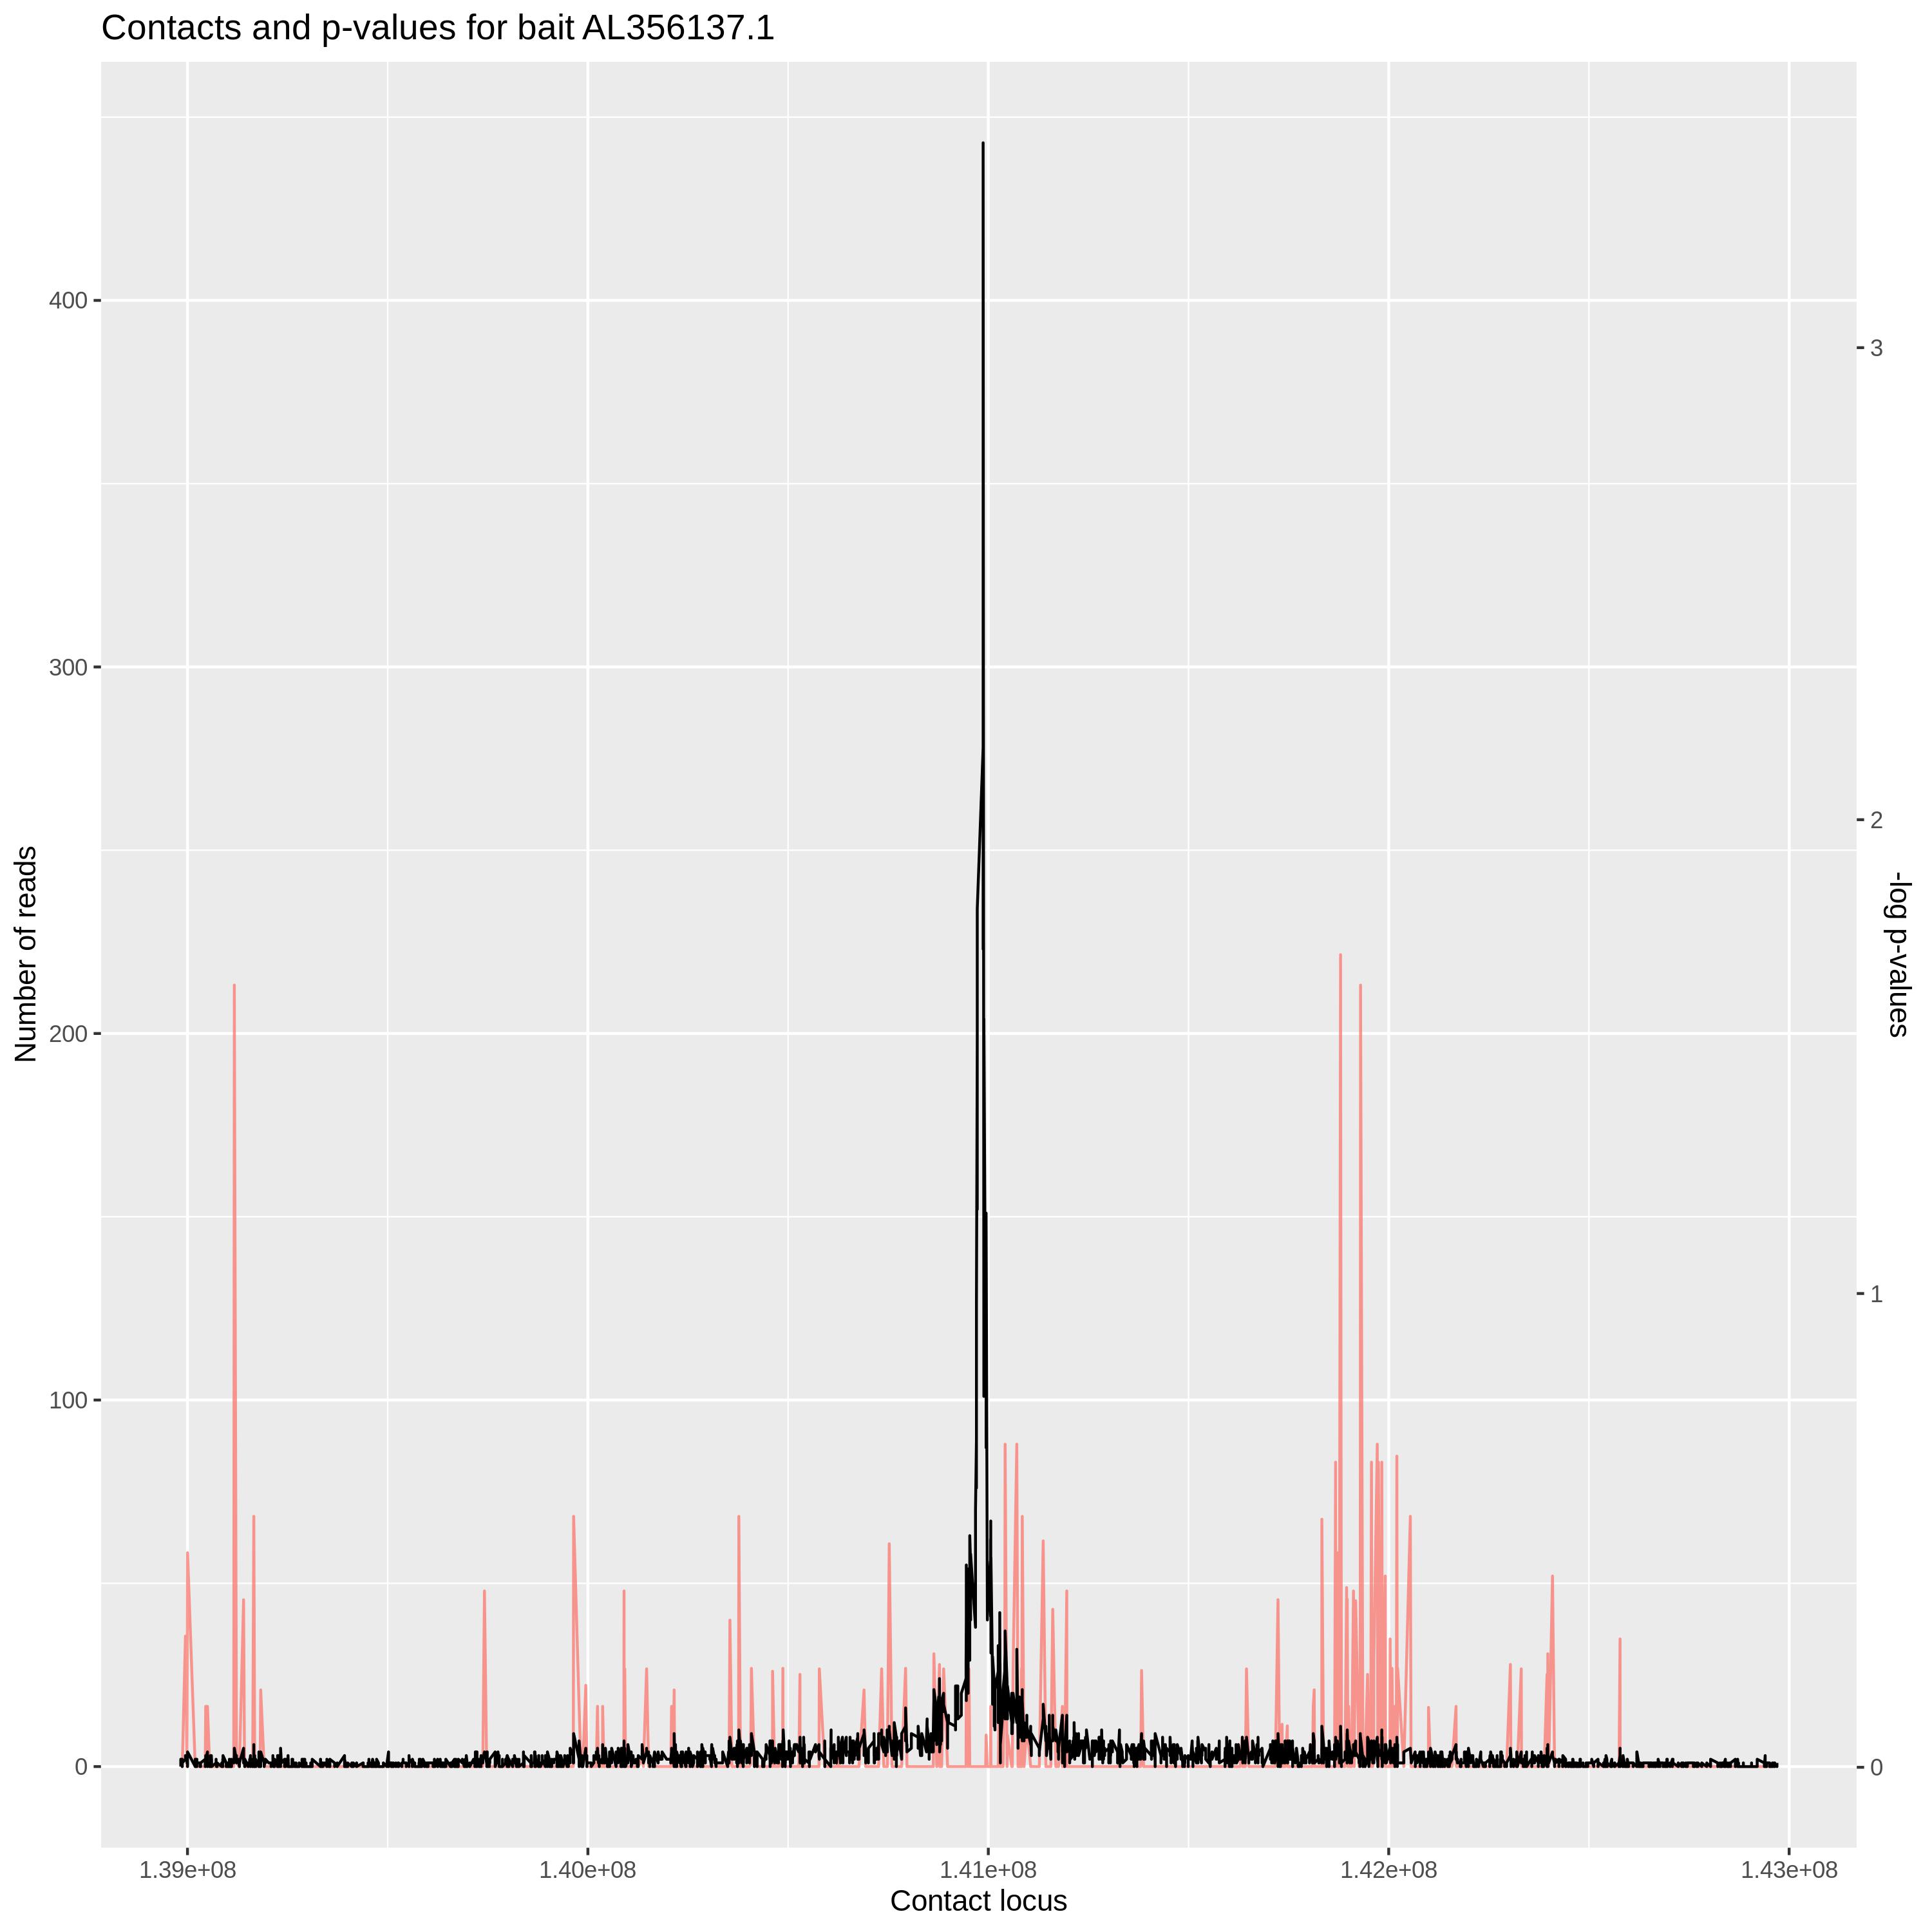 Contacts and p-values for bait AL356137.1
400
300
200
100
0
Number of reads
3
2
1
0
-log p-values
1.39e+08
1.40e+08
1.41e+08
1.42e+08
1.43e+08
Contact locus